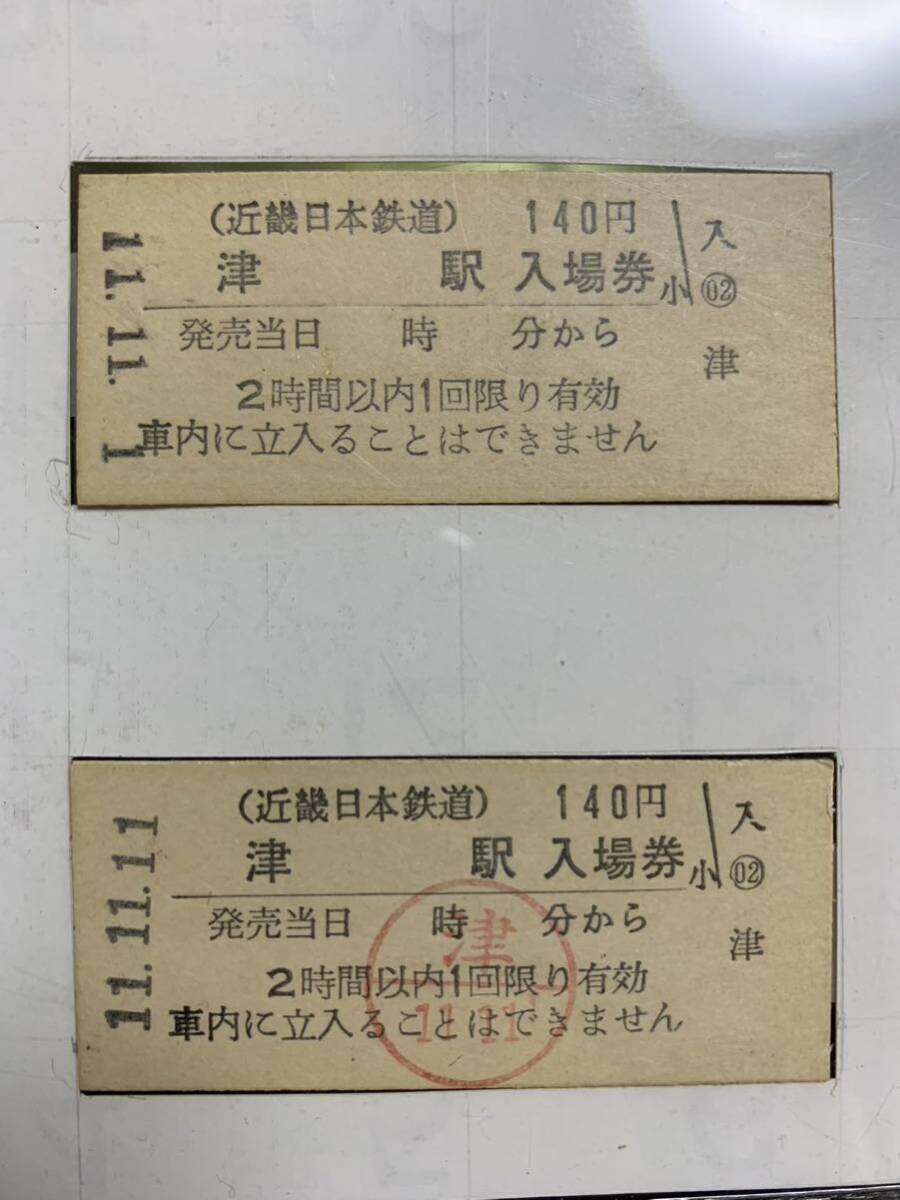 (近畿日本鉄道) 140円
津 駅 入場券 小
発売当日 時 分から
2時間以内1回限り有効
車内に立入ることはできません
入
02
津
11.11.1
(近畿日本鉄道) 140円
津 駅 入場券 小
発売当日 時 分から
2時間以内1回限り有効
車内に立入ることはできません
入
02
津
11.11.11
津